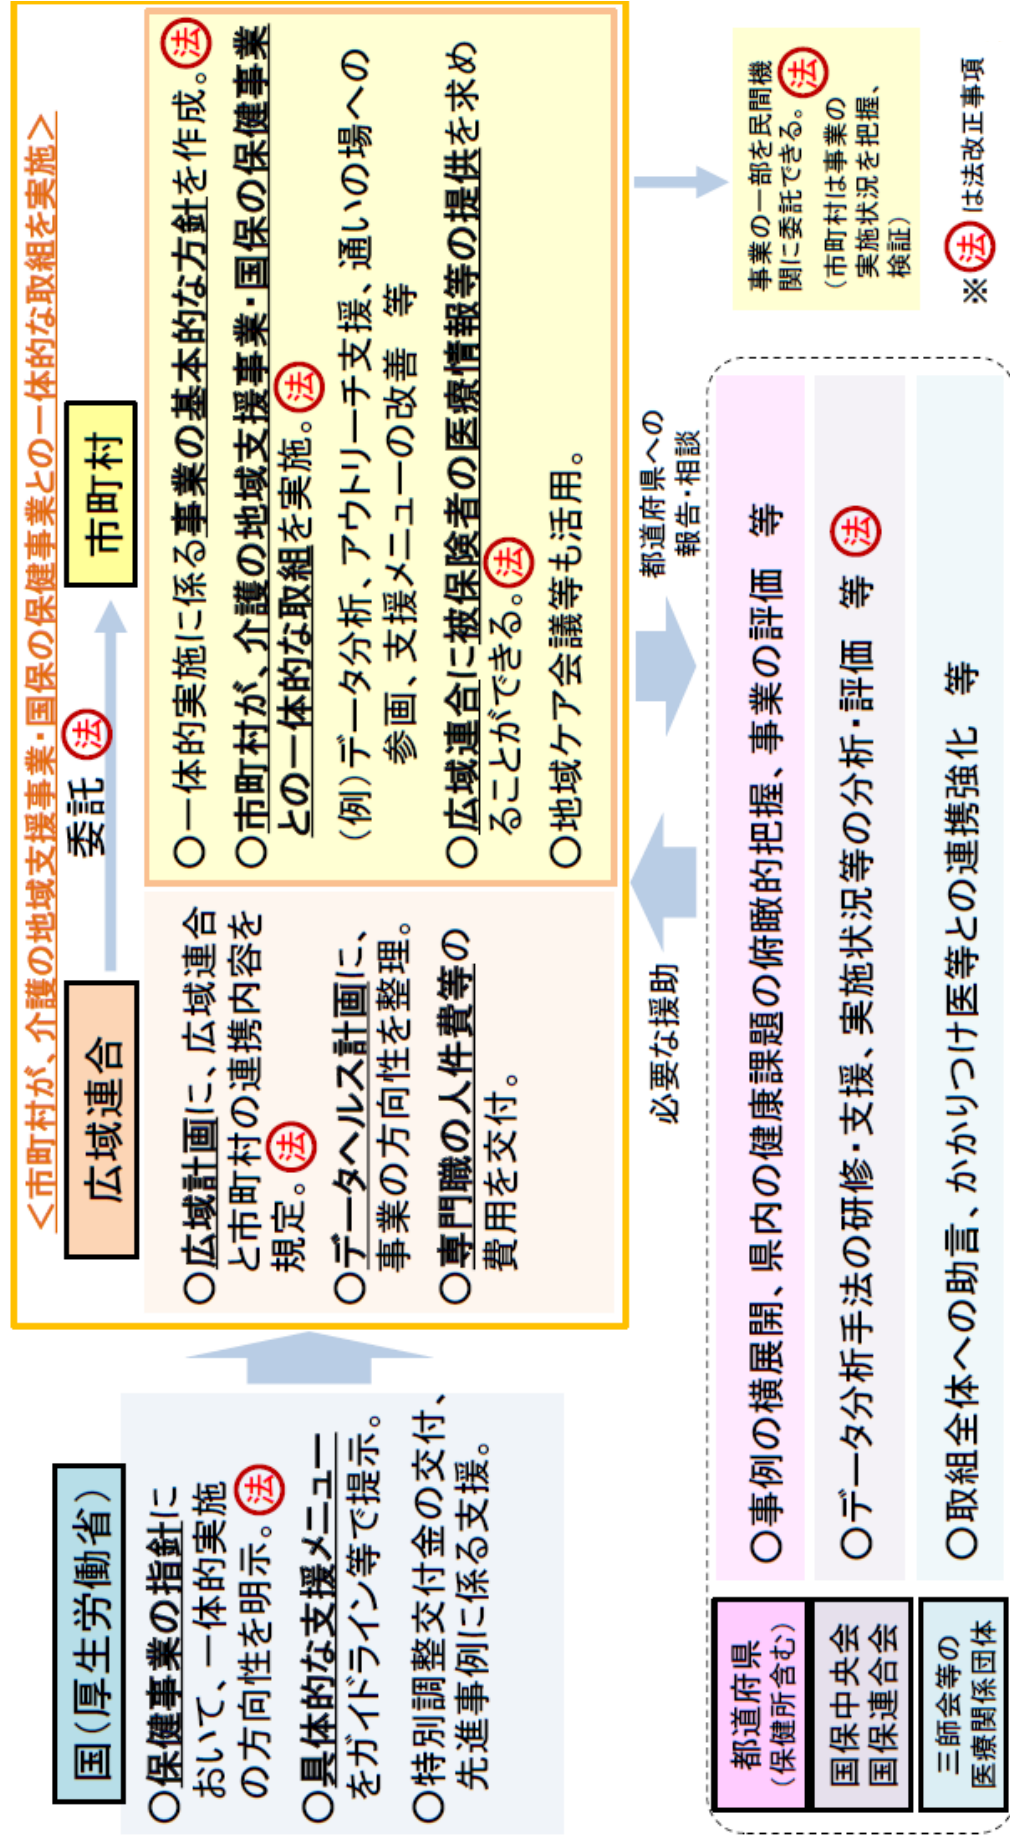 ＜市町村が、介護の地域支援事業・国保の保健事業との一体的な取組を実施＞
国(厚生労働省)
○保健事業の指針に
おいて、一体的実施
の方向性を明示。法
○具体的な支援メニュー
をガイドライン等で提示。
○特別調整交付金の交付、
先進事例に係る支援。
広域連合
○広域計画に、広域連合
と市町村の連携内容を
規定。法
○データヘルス計画に、
事業の方向性を整理。
○専門職の人件費等の
費用を交付。
委託 法
市町村
○一体的実施に係る事業の基本的な方針を作成。法
○市町村が、介護の地域支援事業・国保の保健事業
との一体的な取組を実施。法
(例)データ分析、アウトリーチ支援、通いの場への
参画、支援メニューの改善 等
○広域連合に被保険者の医療情報等の提供を求め
ることができる。法
○地域ケア会議等も活用。
必要な援助
都道府県への
報告・相談
事業の一部を民間機
関に委託できる。法
(市町村は事業の
実施状況を把握、
検証)
都道府県
(保健所含む)
○事例の横展開、県内の健康課題の俯瞰的把握、事業の評価 等
国保中央会
国保連合会
○データ分析手法の研修・支援、実施状況等の分析・評価 等 法
三師会等の
医療関係団体
○取組全体への助言、かかりつけ医等との連携強化 等
※法は法改正事項